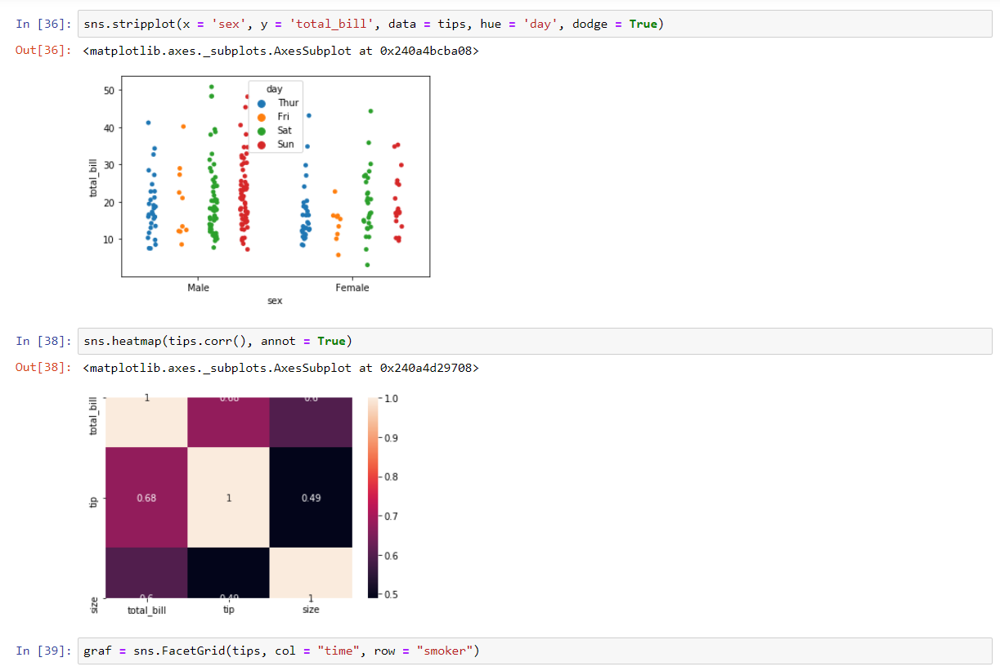 In [36]: sns.stripplot(x = 'sex', y = 'total_bill', data = tips, hue = 'day', dodge = True)
Out[36]: <matplotlib.axes._subplots.AxesSubplot at 0x240a4bcba08>
day
Thur
Fri
Sat
Sun
50
40
30
20
10
total_bill
Male Female
sex
In [38]: sns.heatmap(tips.corr(), annot = True)
Out[38]: <matplotlib.axes._subplots.AxesSubplot at 0x240a4d29708>
total_bill 1 0.68 0.6
tip 0.68 1 0.49
size 0.6 0.49 1
total_bill tip size
1.0
0.9
0.8
0.7
0.6
0.5
In [39]: graf = sns.FacetGrid(tips, col = "time", row = "smoker")